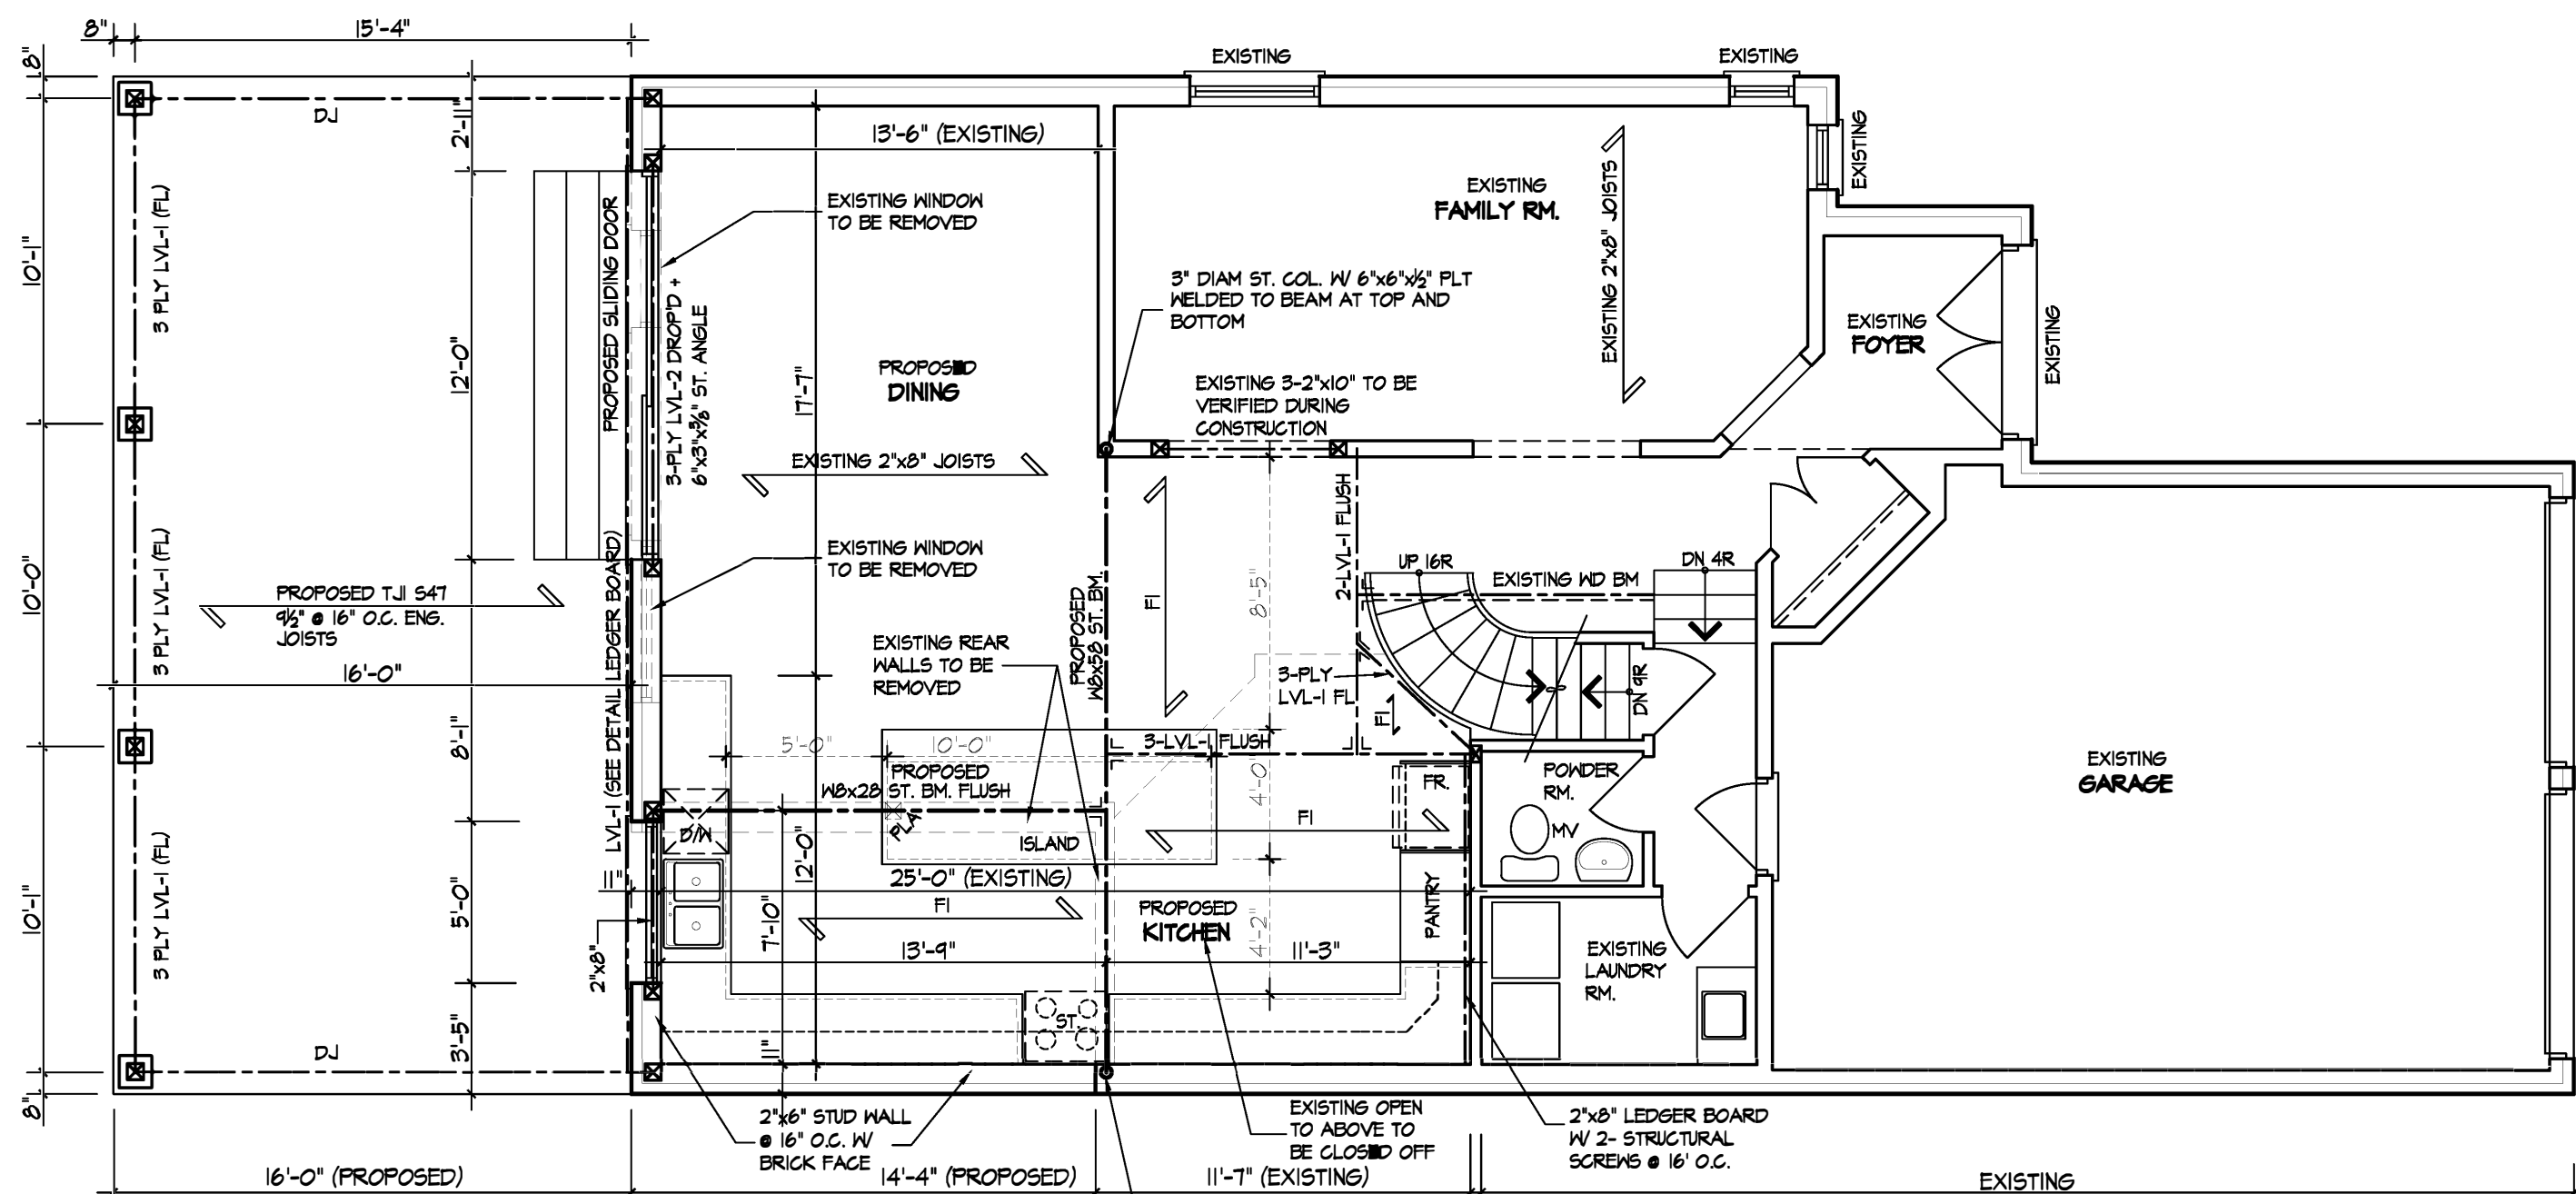 8"
15'-4"
8"
10'-1"
10'-0"
10'-1"
8"
DJ
3 PLY LVL-1 (FL)
3 PLY LVL-1 (FL)
3 PLY LVL-1 (FL)
PROPOSED TJI S47
9½" @ 16" O.C. ENG.
JOISTS
16'-0"
DJ
2'-11"
12'-0"
8'-1"
5'-0"
3'-5"
PROPOSED SLIDING DOOR
LVL-1 (SEE DETAIL LEDGER BOARD)
3-PLY LVL-2 DROP'D +
6"x3"x⅜" ST. ANGLE
11"
2"x8"
13'-6" (EXISTING)
EXISTING WINDOW
TO BE REMOVED
17'-7"
PROPOSED
DINING
EXISTING 2"x8" JOISTS
EXISTING WINDOW
TO BE REMOVED
EXISTING REAR
WALLS TO BE
REMOVED
PROPOSED
W8x58 ST. BM.
5'-0"
10'-0"
PROPOSED
W8x28 ST. BM. FLUSH
D/W
ISLAND
12'-0"
25'-0" (EXISTING)
F1
7'-10"
13'-9"
11"
ST.
EXISTING
EXISTING
EXISTING
EXISTING
FAMILY RM.
EXISTING 2"x8" JOISTS
3" DIAM ST. COL. W/ 6"x6"x½" PLT
WELDED TO BEAM AT TOP AND
BOTTOM
EXISTING 3-2"x10" TO BE
VERIFIED DURING
CONSTRUCTION
EXISTING
FOYER
EXISTING
F1
8'-5"
2-LVL-1 FLUSH
UP 16R
EXISTING WD BM
DN 4R
DN 9R
3-PLY
LVL-1 FL
F1
3-LVL-1 FLUSH
4'-0"
F1
FR.
POWDER
RM.
MV
PANTRY
PROPOSED
KITCHEN
4'-2"
11'-3"
EXISTING
LAUNDRY
RM.
EXISTING
GARAGE
2"x6" STUD WALL
@ 16" O.C. W/
BRICK FACE
EXISTING OPEN
TO ABOVE TO
BE CLOSED OFF
2"x8" LEDGER BOARD
W/ 2- STRUCTURAL
SCREWS @ 16' O.C.
16'-0" (PROPOSED)
14'-4" (PROPOSED)
11'-7" (EXISTING)
EXISTING